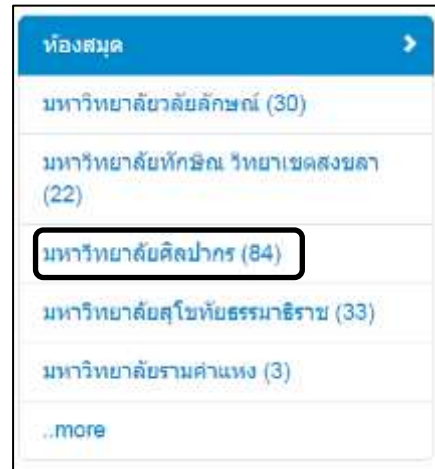 ห้องสมุด
มหาวิทยาลัยวลัยลักษณ์ (30)
มหาวิทยาลัยทักษิณ วิทยาเขตสงขลา
(22)
มหาวิทยาลัยศิลปากร (84)
มหาวิทยาลัยสุโขทัยธรรมาธิราช (33)
มหาวิทยาลัยรามคำแหง (3)
..more